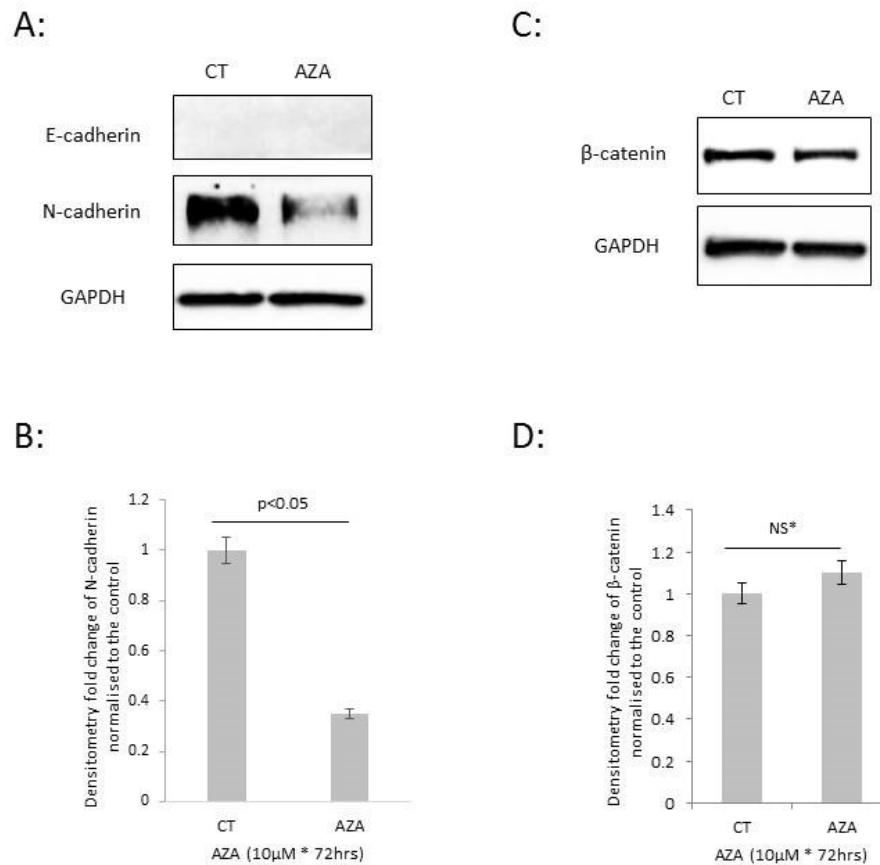 A:
CT AZA
E-cadherin
N-cadherin
GAPDH
C:
CT AZA
β-catenin
GAPDH
B:
Densitometry fold change of N-cadherin
normalised to the control
1.2
1
0.8
0.6
0.4
0.2
0
p<0.05
CT AZA
AZA (10μM * 72hrs)
D:
Densitometry fold change of β-catenin
normalised to the control
1.4
1.2
1
0.8
0.6
0.4
0.2
0
NS*
CT AZA
AZA (10μM * 72hrs)